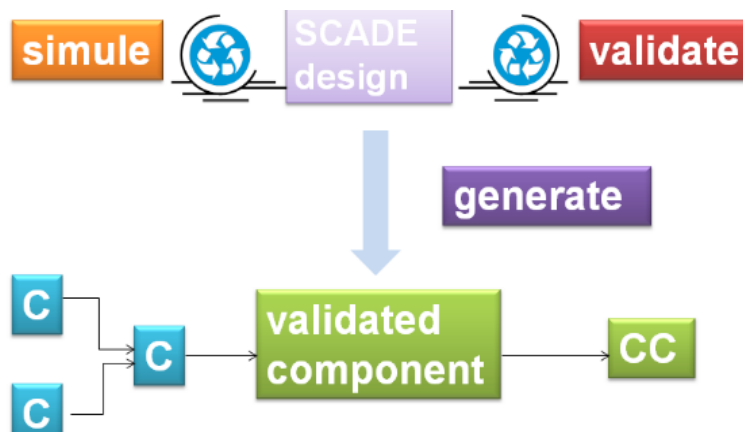 simule
SCADE
design
validate
generate
C
C
C
validated
component
CC